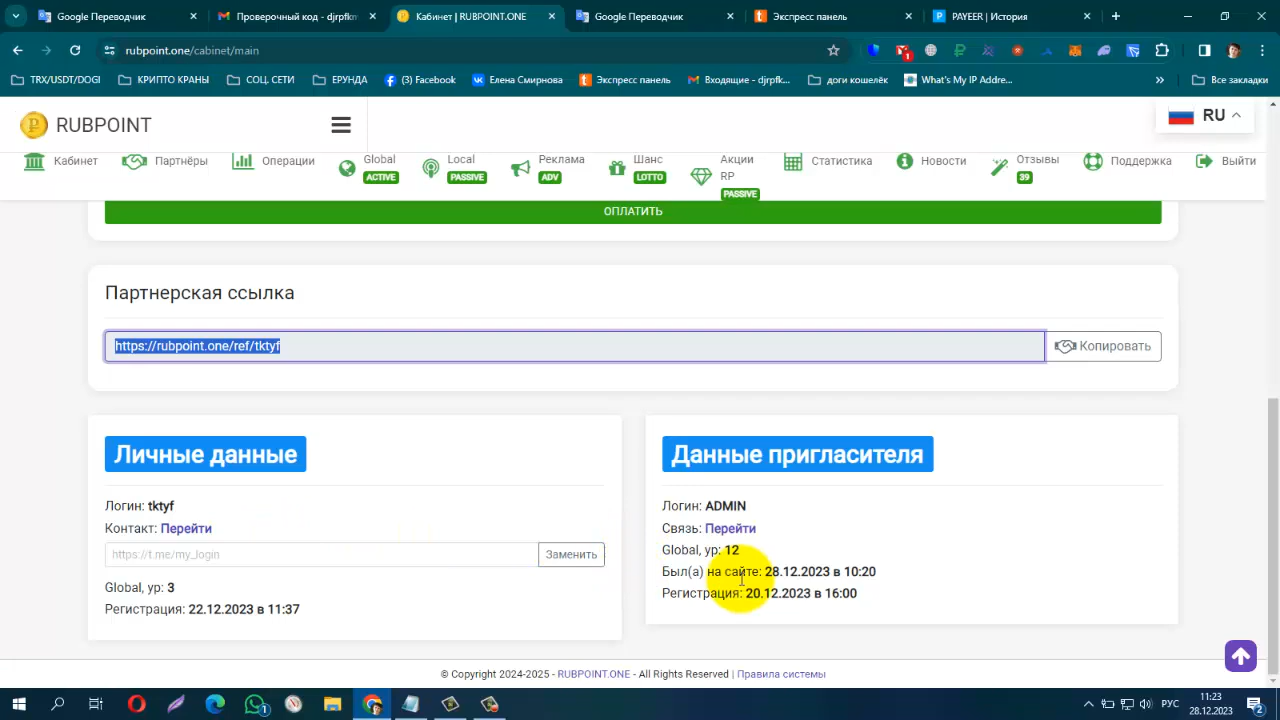 Google Переводчик
Проверочный код - djrpfkm
Кабинет | RUBPOINT.ONE
Google Переводчик
Экспресс панель
PAYEER | История
rubpoint.one/cabinet/main
TRX/USDT/DOGI
КРИПТО КРАНЫ
СОЦ. СЕТИ
ЕРУНДА
(3) Facebook
Елена Смирнова
Экспресс панель
Входящие - djrpfk...
доги кошелёк
What's My IP Addre...
Все закладки
RUBPOINT
RU
Кабинет
Партнёры
Операции
Global
ACTIVE
Local
PASSIVE
Реклама
ADV
Шанс
LOTTO
Акции
RP
PASSIVE
Статистика
Новости
Отзывы
39
Поддержка
Выйти
ОПЛАТИТЬ
Партнерская ссылка
https://rubpoint.one/ref/tktyf
Копировать
Личные данные
Логин: tktyf
Контакт: Перейти
https://t.me/my_login
Заменить
Global, ур: 3
Регистрация: 22.12.2023 в 11:37
Данные пригласителя
Логин: ADMIN
Связь: Перейти
Global, ур: 12
Был(а) на сайте: 28.12.2023 в 10:20
Регистрация: 20.12.2023 в 16:00
© Copyright 2024-2025 - RUBPOINT.ONE - All Rights Reserved | Правила системы
РУС
11:23
28.12.2023